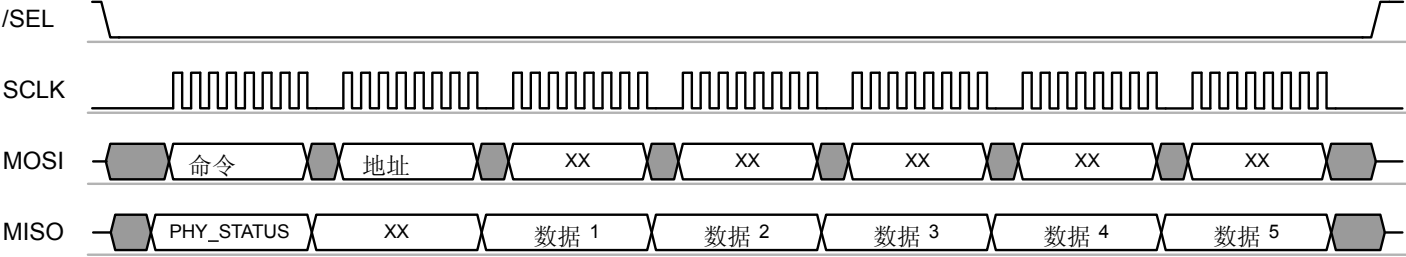 /SEL
SCLK
MOSI 命令 地址 XX XX XX XX XX
MISO PHY_STATUS XX 数据 1 数据 2 数据 3 数据 4 数据 5